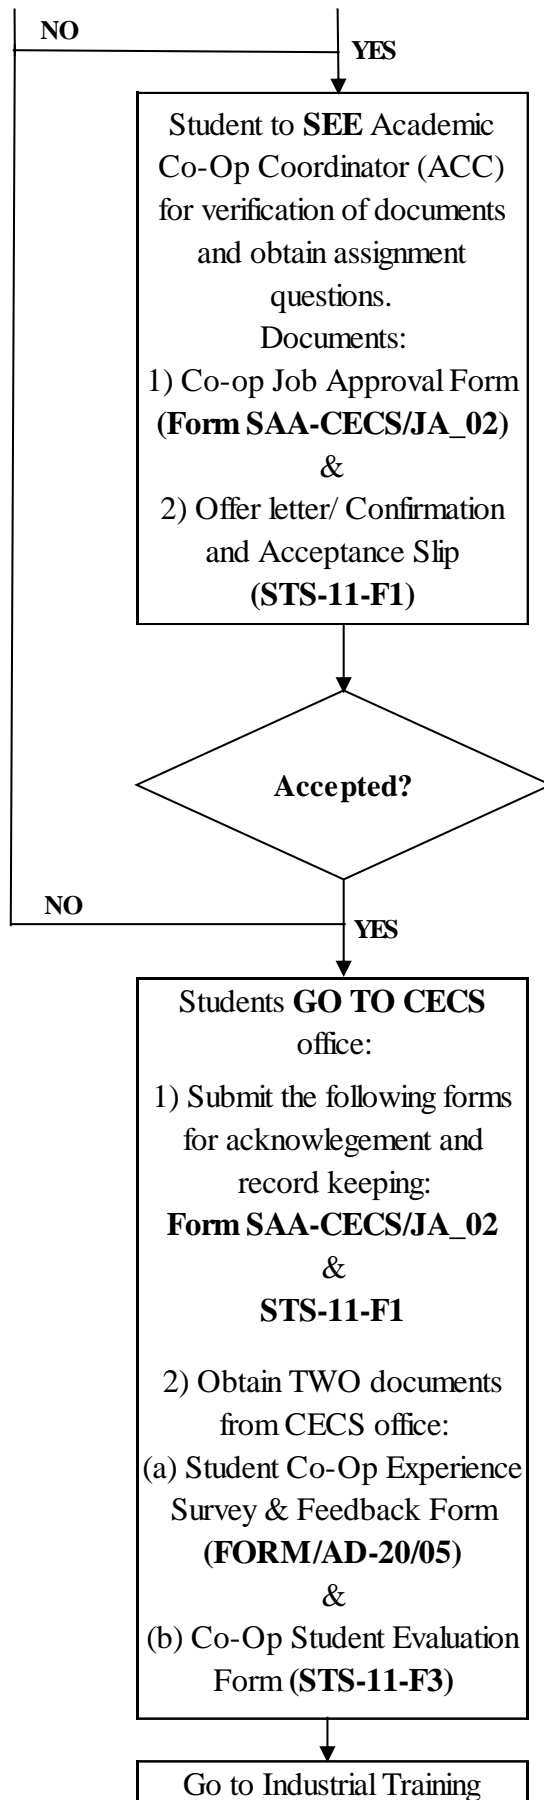 NO
YES
Student to SEE Academic
Co-Op Coordinator (ACC)
for verification of documents
and obtain assignment
questions.
Documents:
1) Co-op Job Approval Form
(Form SAA-CECS/JA_02)
&
2) Offer letter/ Confirmation
and Acceptance Slip
(STS-11-F1)
Accepted?
NO
YES
Students GO TO CECS
office:
1) Submit the following forms
for acknowlegement and
record keeping:
Form SAA-CECS/JA_02
&
STS-11-F1
2) Obtain TWO documents
from CECS office:
(a) Student Co-Op Experience
Survey & Feedback Form
(FORM/AD-20/05)
&
(b) Co-Op Student Evaluation
Form (STS-11-F3)
Go to Industrial Training